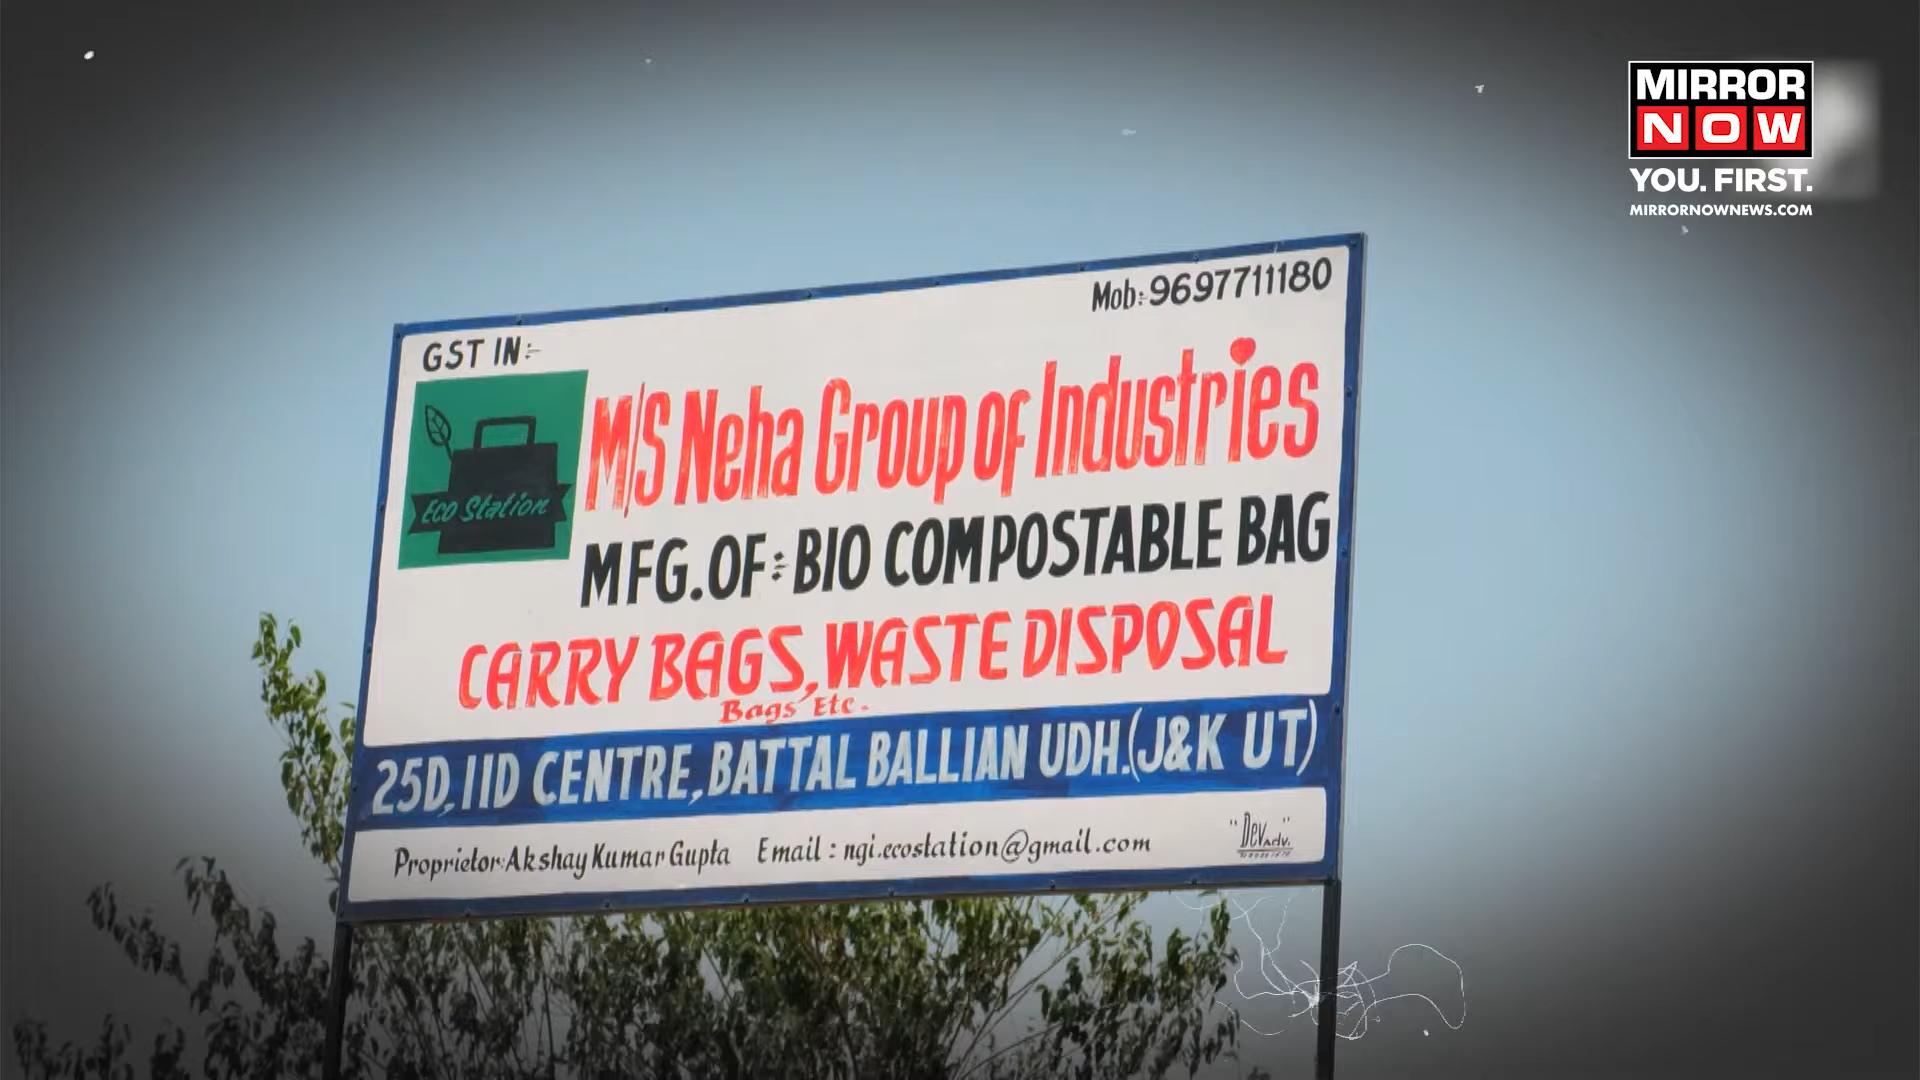 MIRROR
NOW
YOU. FIRST.
MIRRORNOWNEWS.COM
Mob:-9697711180
GST IN:-
Eco Station
M/S Neha Group of Industries
MFG.OF:- BIO COMPOSTABLE BAG
CARRY BAGS, WASTE DISPOSAL
Bags Etc.
25D, IID CENTRE, BATTAL BALLIAN UDH.(J&K UT)
Proprietor:Akshay Kumar Gupta Email : ngi.ecostation@gmail.com
"Dev adv."